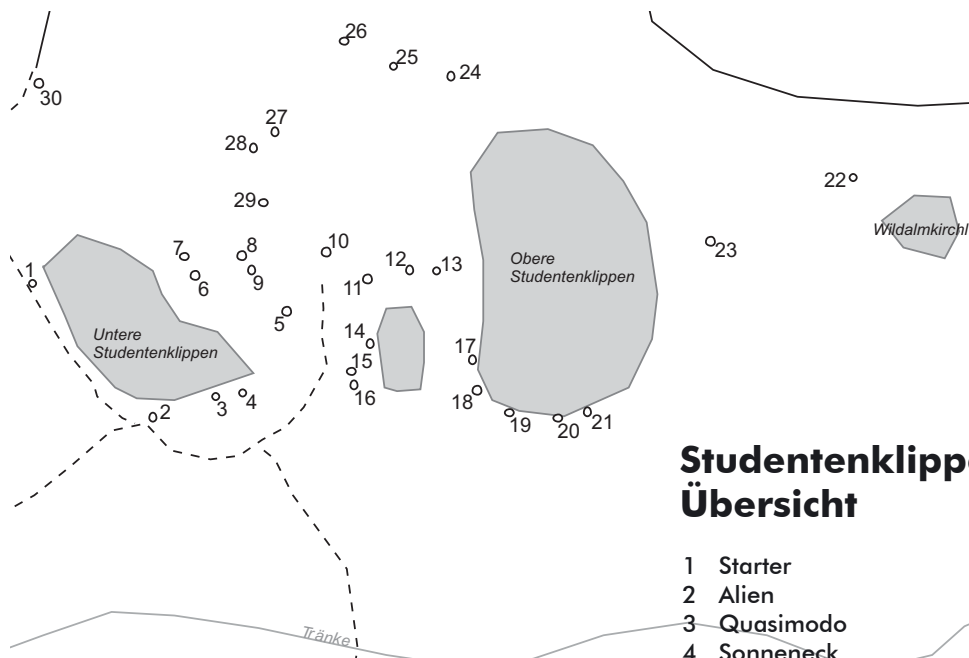 26
25
24
30
27
28
22
29
Wildalmkirchl
7
8
10
23
1
6
9
12
13
11
Obere
Studentenklippen
5
Untere
Studentenklippen
14
17
15
16
18
2
3
4
19
20
21
Studentenklippe
Übersicht
1 Starter
2 Alien
3 Quasimodo
4 Sonneneck
Tränke